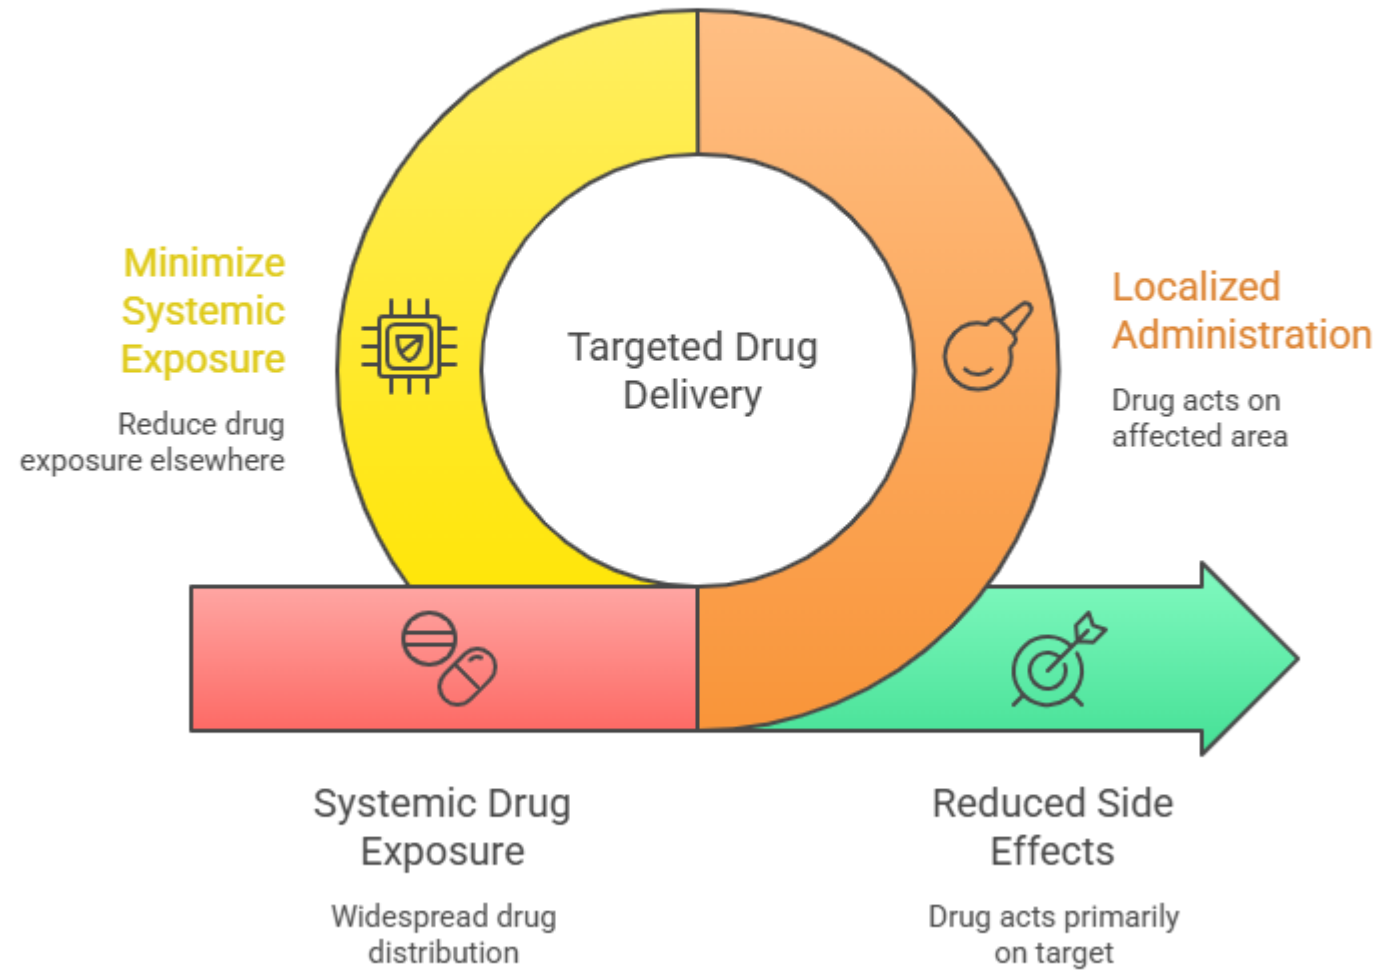 Minimize
Systemic
Exposure
Reduce drug
exposure elsewhere
Targeted Drug
Delivery
Localized
Administration
Drug acts on
affected area
Systemic Drug
Exposure
Widespread drug
distribution
Reduced Side
Effects
Drug acts primarily
on target